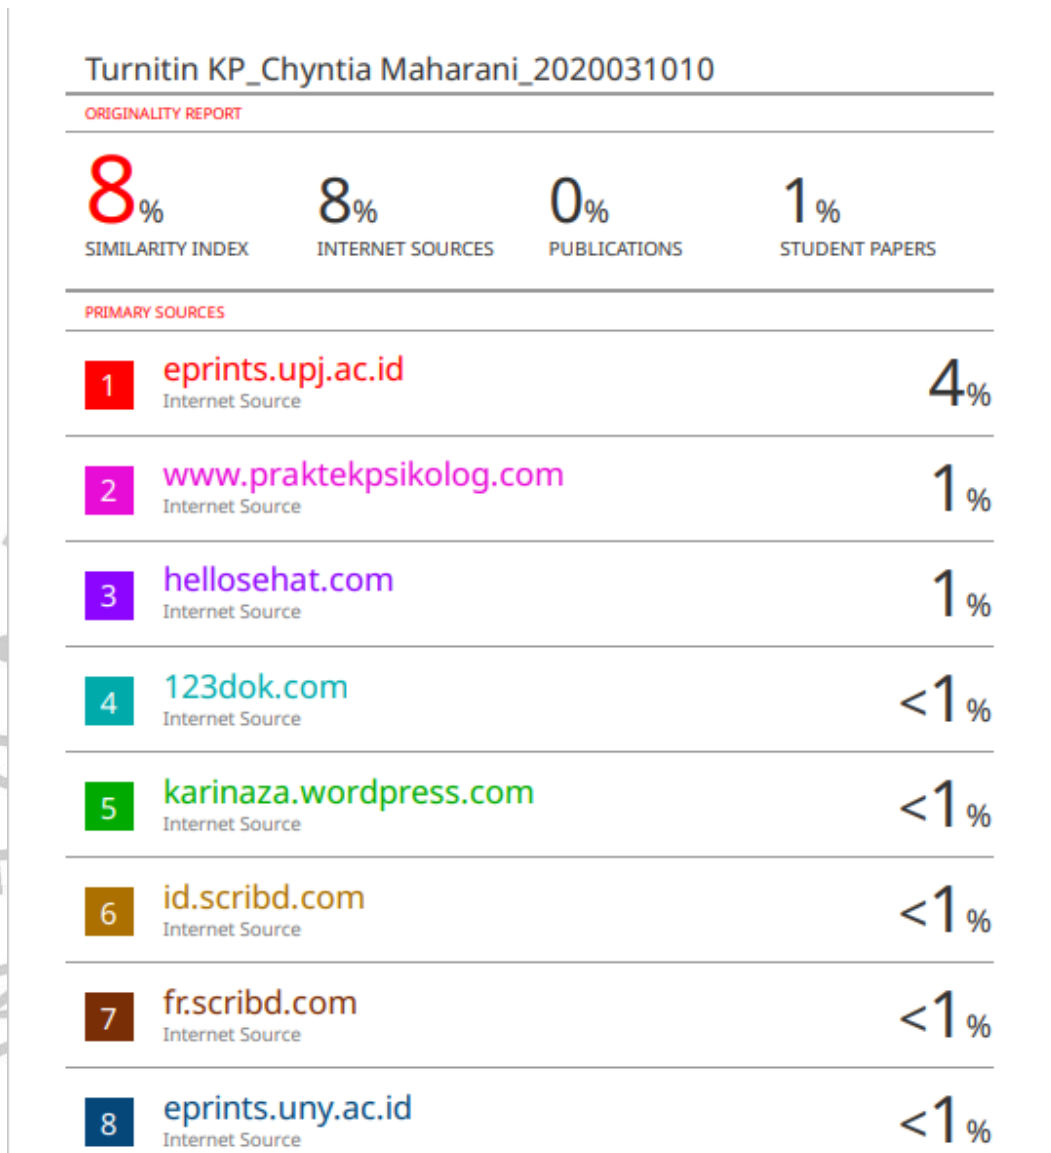 Turnitin KP_Chyntia Maharani_2020031010
ORIGINALITY REPORT
8% 8% 0% 1%
SIMILARITY INDEX INTERNET SOURCES PUBLICATIONS STUDENT PAPERS
PRIMARY SOURCES
1 eprints.upj.ac.id 4%
Internet Source
2 www.praktekpsikolog.com 1%
Internet Source
3 hellosehat.com 1%
Internet Source
4 123dok.com <1%
Internet Source
5 karinaza.wordpress.com <1%
Internet Source
6 id.scribd.com <1%
Internet Source
7 fr.scribd.com <1%
Internet Source
8 eprints.uny.ac.id <1%
Internet Source